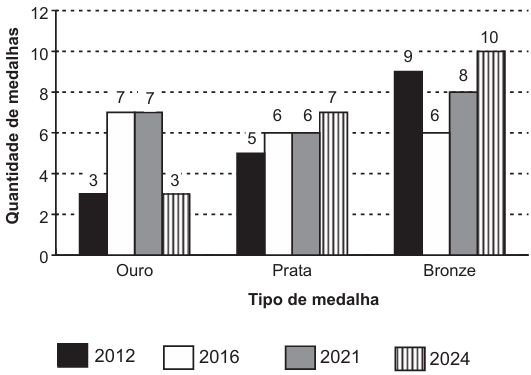 Quantidade de medalhas
12
10
8
6
4
2
0
3 7 7 3
5 6 6 7
9 6 8 10
Ouro Prata Bronze
Tipo de medalha
2012 2016 2021 2024